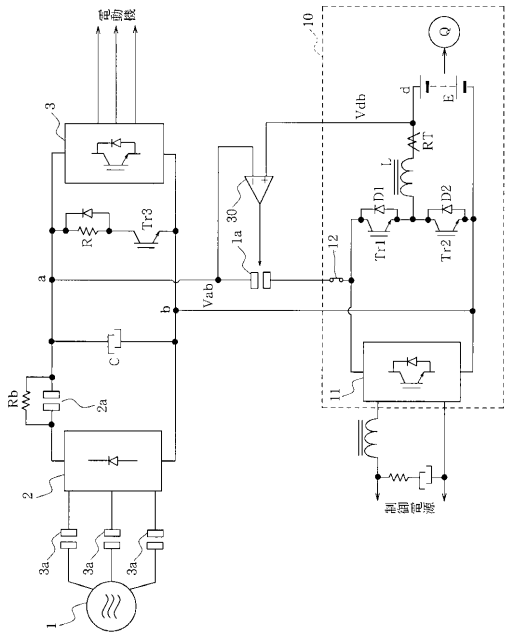 電動機
3
R
Tr3
a
b
C
Rb
2a
2
3a
3a
3a
1
Vab
30
1a
12
Vdb
10
Q
d
E
RT
L
D1
D2
Tr1
Tr2
11
制御電源